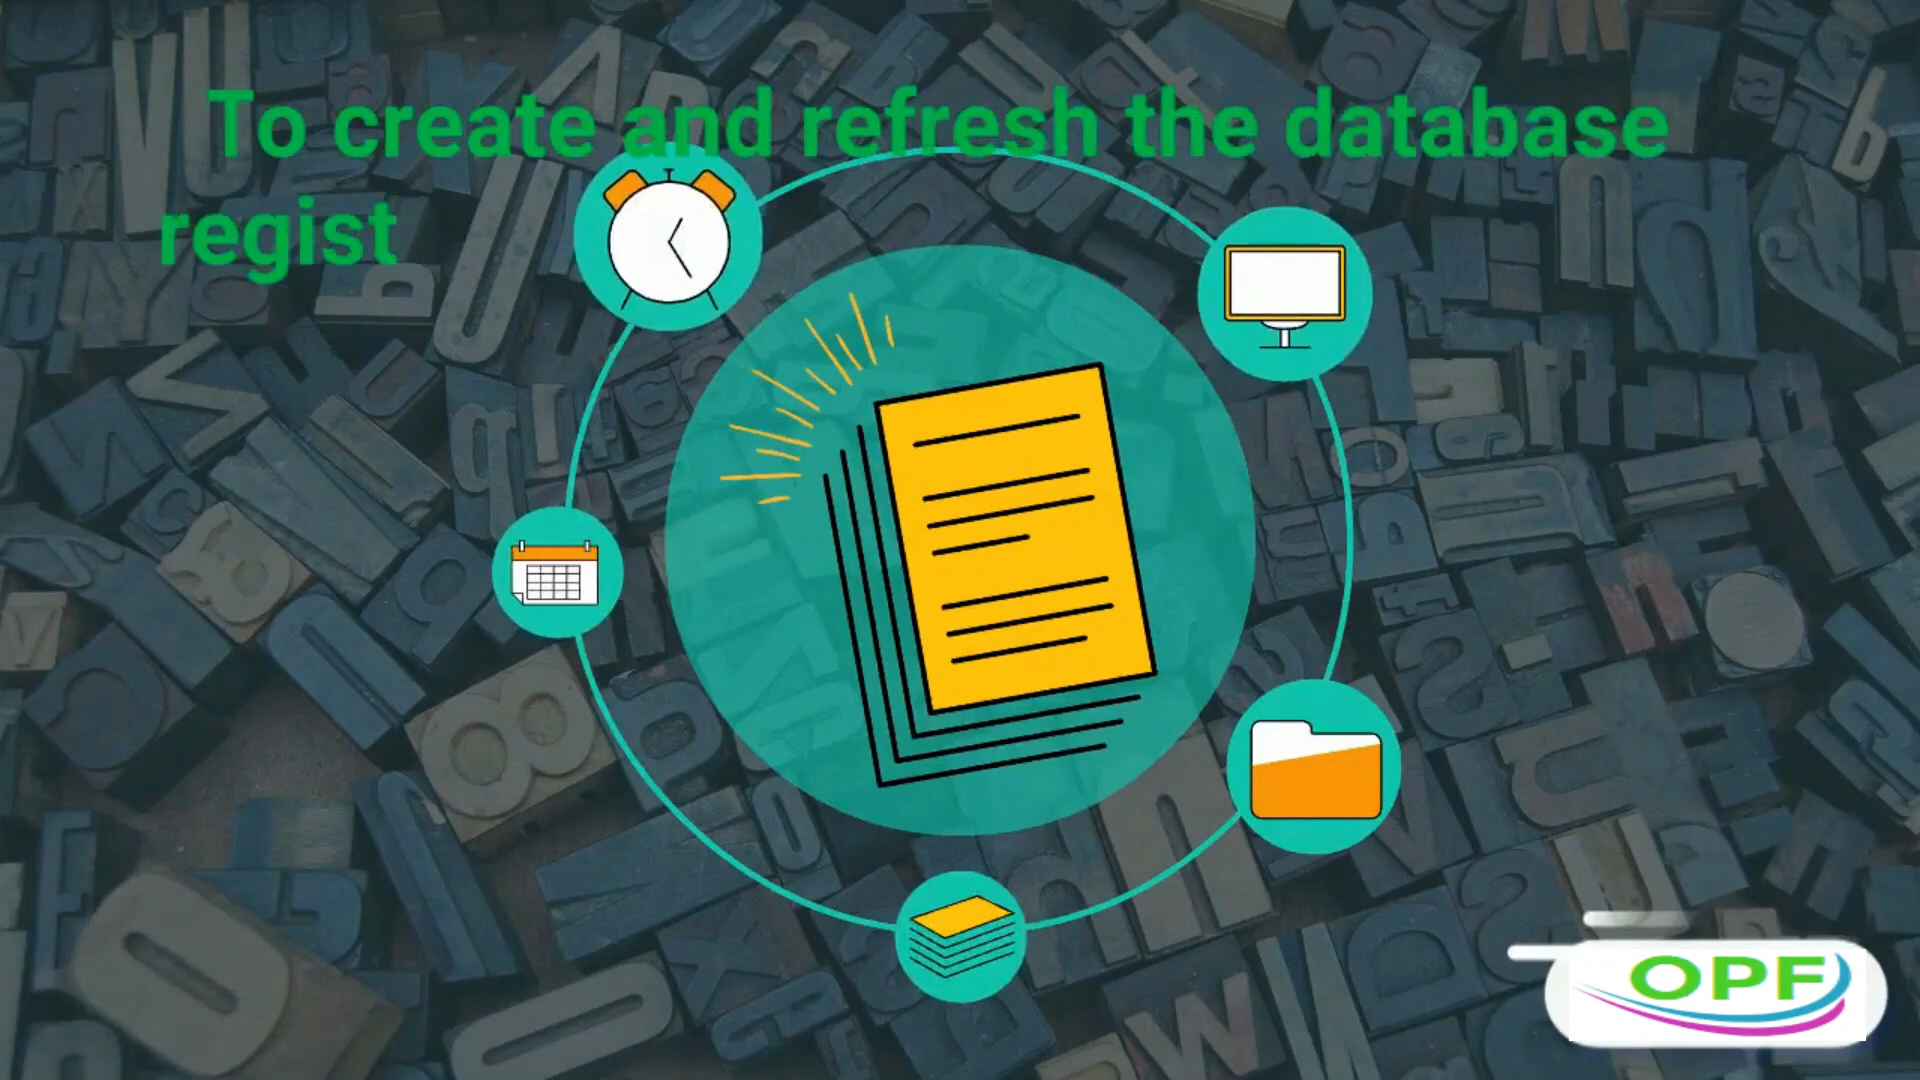 To create and refresh the database
regist
OPF